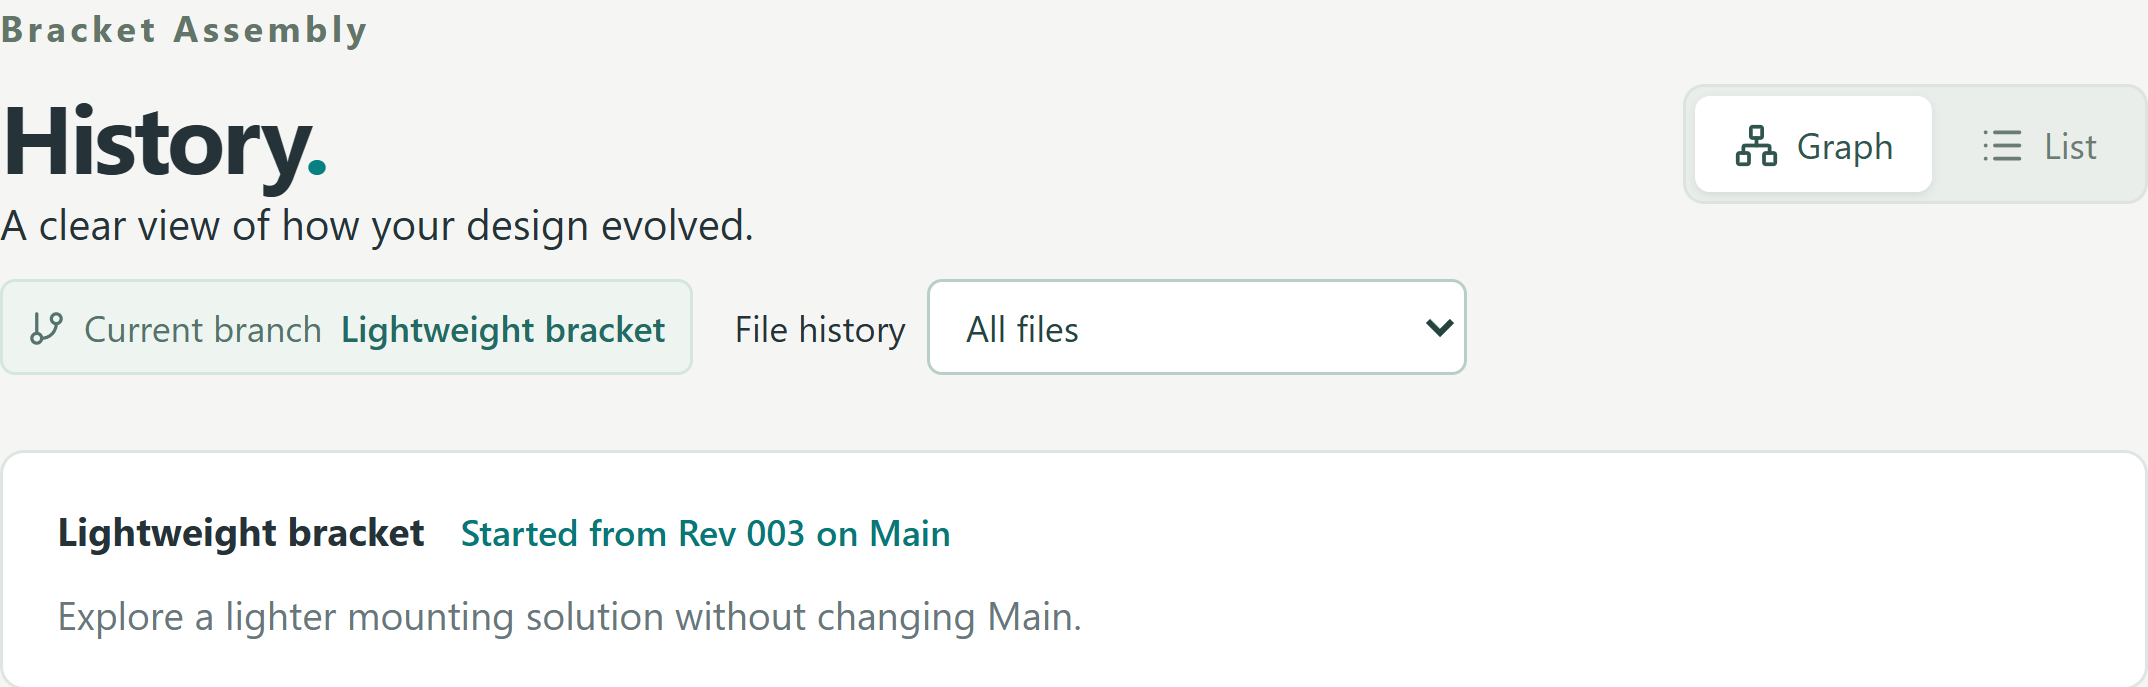 Bracket Assembly
History.
A clear view of how your design evolved.
Graph
List
Current branch Lightweight bracket
File history
All files
Lightweight bracket Started from Rev 003 on Main
Explore a lighter mounting solution without changing Main.